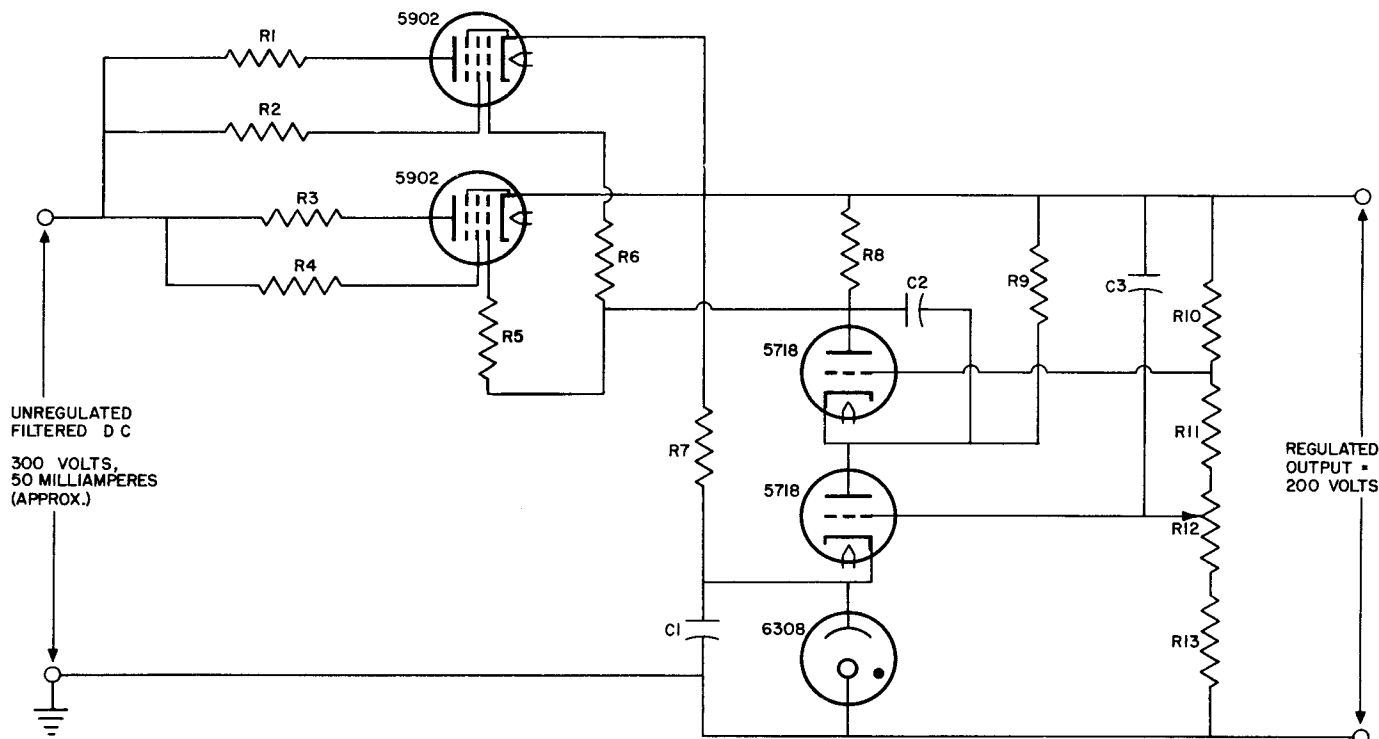 5902
R1
R2
5902
R3
R4
R5
R6
R7
R8
C2
R9
C3
R10
5718
R11
5718
R12
C1
6308
R13
UNREGULATED
FILTERED D C
300 VOLTS,
50 MILLIAMPERES
(APPROX.)
REGULATED
OUTPUT =
200 VOLTS